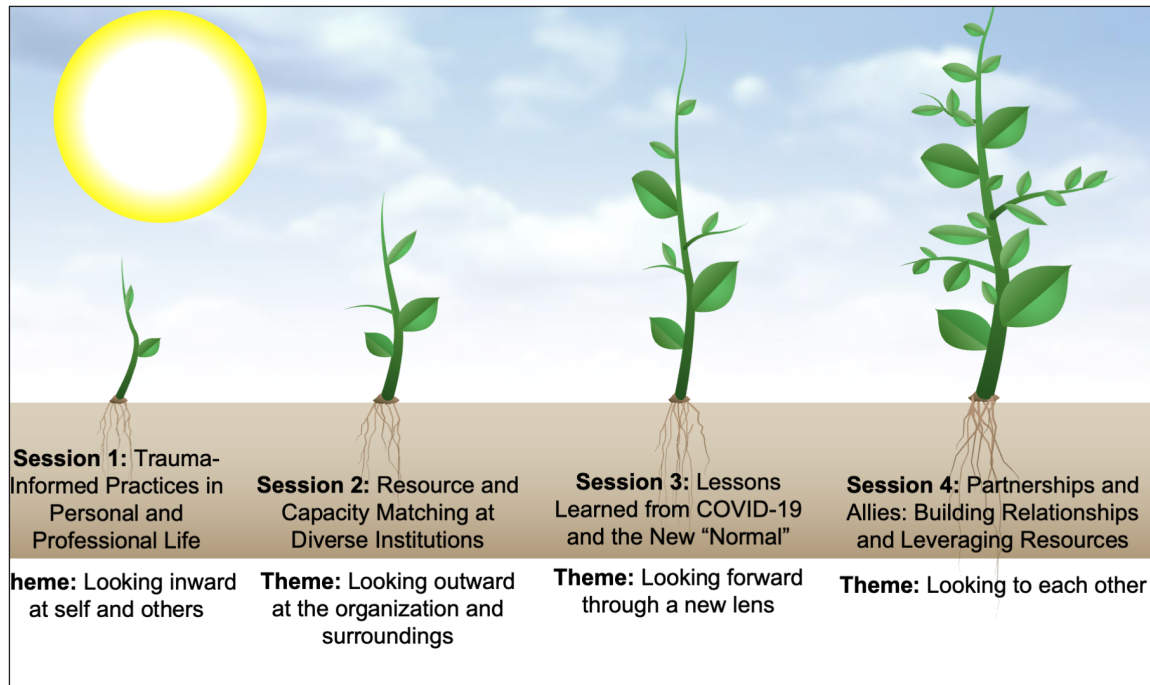 Session 1: Trauma-
Informed Practices in
Personal and
Professional Life
heme: Looking inward
at self and others
Session 2: Resource and
Capacity Matching at
Diverse Institutions
Theme: Looking outward
at the organization and
surroundings
Session 3: Lessons
Learned from COVID-19
and the New “Normal”
Theme: Looking forward
through a new lens
Session 4: Partnerships and
Allies: Building Relationships
and Leveraging Resources
Theme: Looking to each other